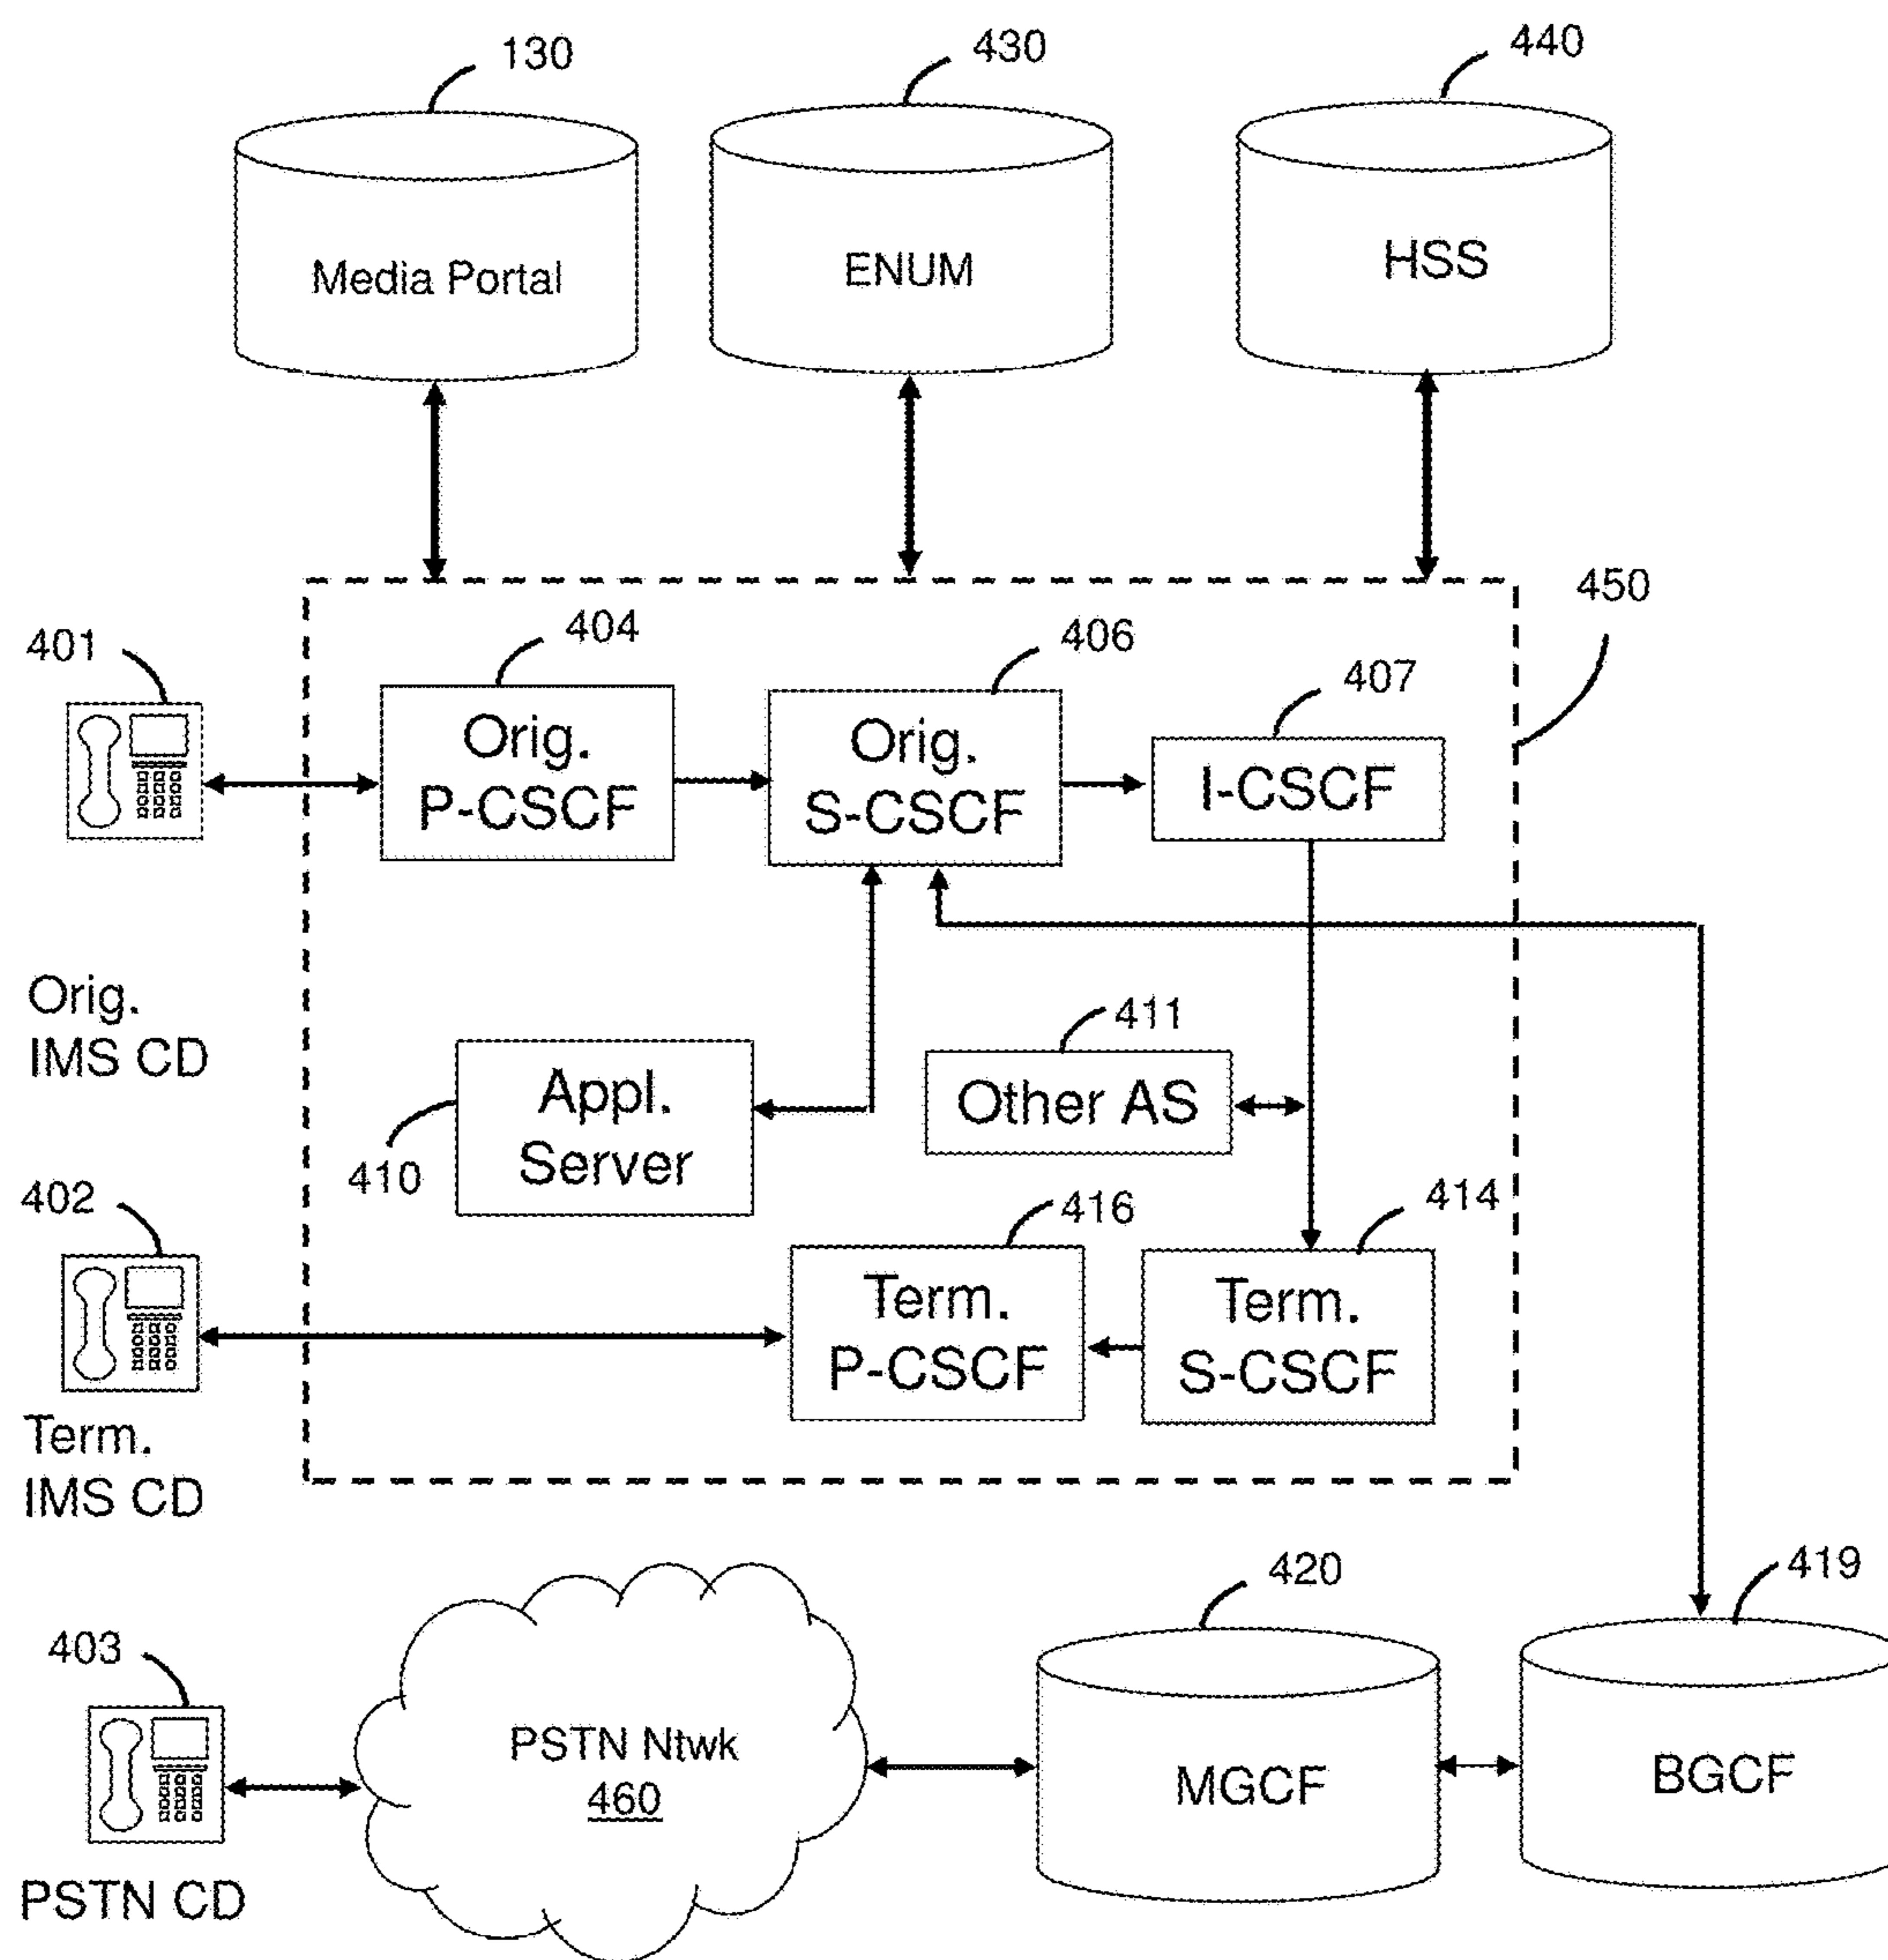 130
430
440
Media Portal
ENUM
HSS
450
401
404
406
407
Orig.
P-CSCF
Orig.
S-CSCF
I-CSCF
Orig.
IMS CD
411
Appl.
Server
Other AS
410
402
416
414
Term.
P-CSCF
Term.
S-CSCF
Term.
IMS CD
420
419
403
PSTN Ntwk
460
MGCF
BGCF
PSTN CD